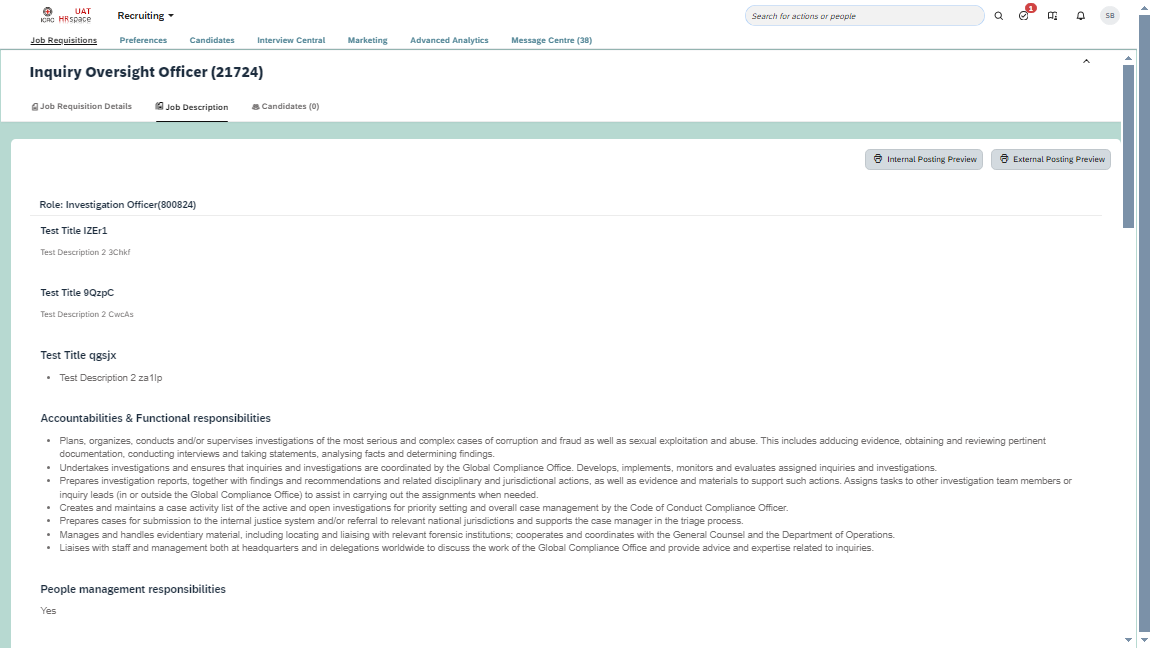 ICRC
UAT
HRspace
Recruiting
Search for actions or people
1
SB
Job Requisitions
Preferences
Candidates
Interview Central
Marketing
Advanced Analytics
Message Centre (38)
Inquiry Oversight Officer (21724)
Job Requisition Details
Job Description
Candidates (0)
Internal Posting Preview
External Posting Preview
Role: Investigation Officer(800824)
Test Title IZEr1
Test Description 2 3Chkf
Test Title 9QzpC
Test Description 2 CwcAs
Test Title qgsjx
• Test Description 2 za1lp
Accountabilities & Functional responsibilities
• Plans, organizes, conducts and/or supervises investigations of the most serious and complex cases of corruption and fraud as well as sexual exploitation and abuse. This includes adducing evidence, obtaining and reviewing pertinent
documentation, conducting interviews and taking statements, analysing facts and determining findings.
• Undertakes investigations and ensures that inquiries and investigations are coordinated by the Global Compliance Office. Develops, implements, monitors and evaluates assigned inquiries and investigations.
• Prepares investigation reports, together with findings and recommendations and related disciplinary and jurisdictional actions, as well as evidence and materials to support such actions. Assigns tasks to other investigation team members or
inquiry leads (in or outside the Global Compliance Office) to assist in carrying out the assignments when needed.
• Creates and maintains a case activity list of the active and open investigations for priority setting and overall case management by the Code of Conduct Compliance Officer.
• Prepares cases for submission to the internal justice system and/or referral to relevant national jurisdictions and supports the case manager in the triage process.
• Manages and handles evidentiary material, including locating and liaising with relevant forensic institutions; cooperates and coordinates with the General Counsel and the Department of Operations.
• Liaises with staff and management both at headquarters and in delegations worldwide to discuss the work of the Global Compliance Office and provide advice and expertise related to inquiries.
People management responsibilities
Yes